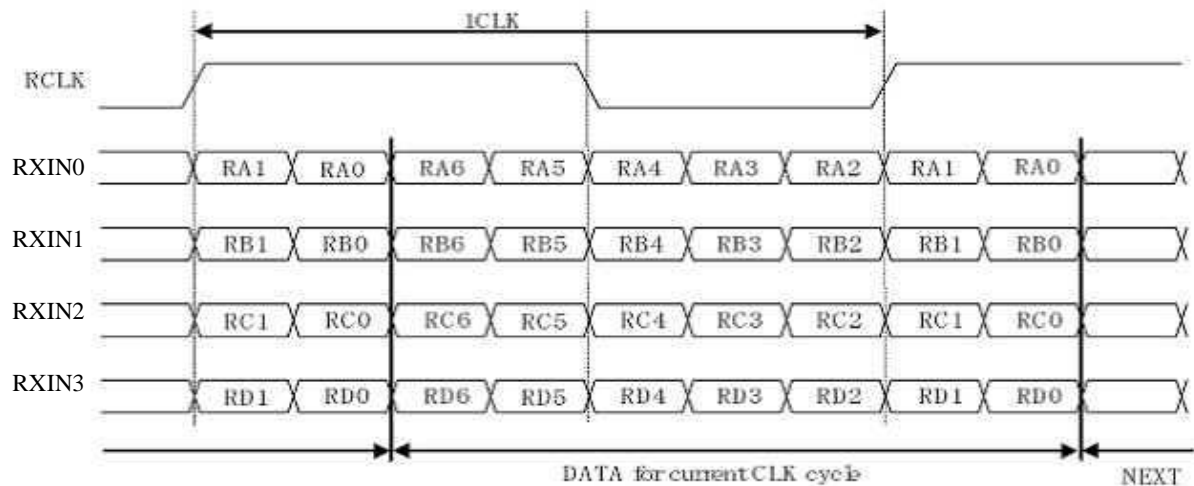 1CLK
RCLK
RXIN0 RA1 RA0 RA6 RA5 RA4 RA3 RA2 RA1 RA0
RXIN1 RB1 RB0 RB6 RB5 RB4 RB3 RB2 RB1 RB0
RXIN2 RC1 RC0 RC6 RC5 RC4 RC3 RC2 RC1 RC0
RXIN3 RD1 RD0 RD6 RD5 RD4 RD3 RD2 RD1 RD0
DATA for current CLK cycle NEXT